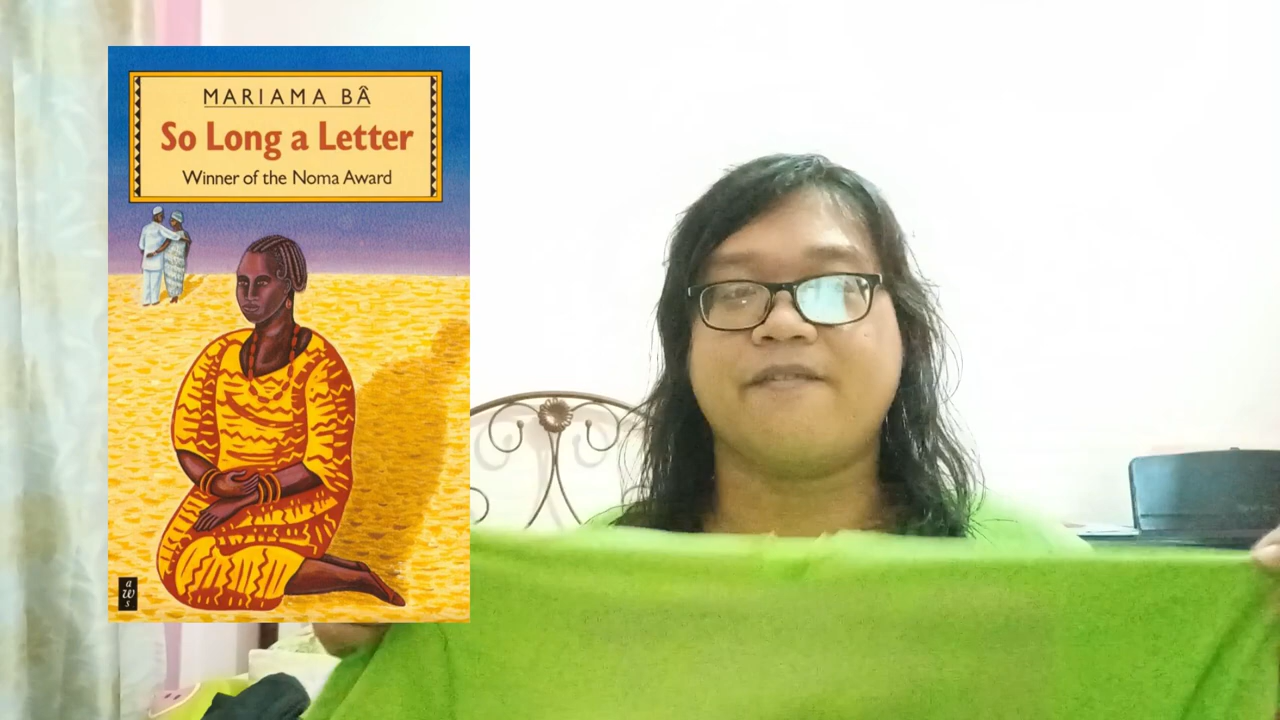 MARIAMA BÂ
So Long a Letter
Winner of the Noma Award
a
w
s